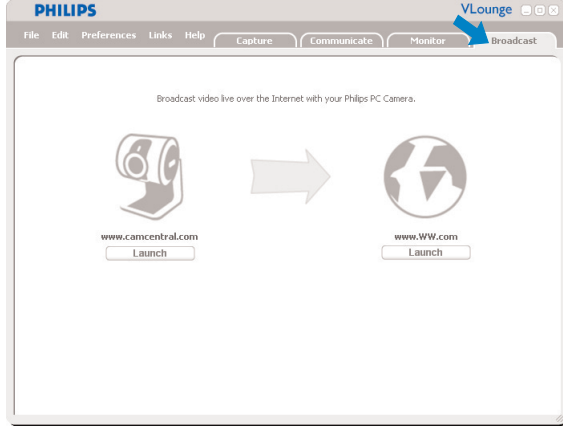 PHILIPS
VLounge
File Edit Preferences Links Help Capture Communicate Monitor Broadcast
Broadcast video live over the Internet with your Philips PC Camera.
www.camcentral.com
Launch
www.WW.com
Launch